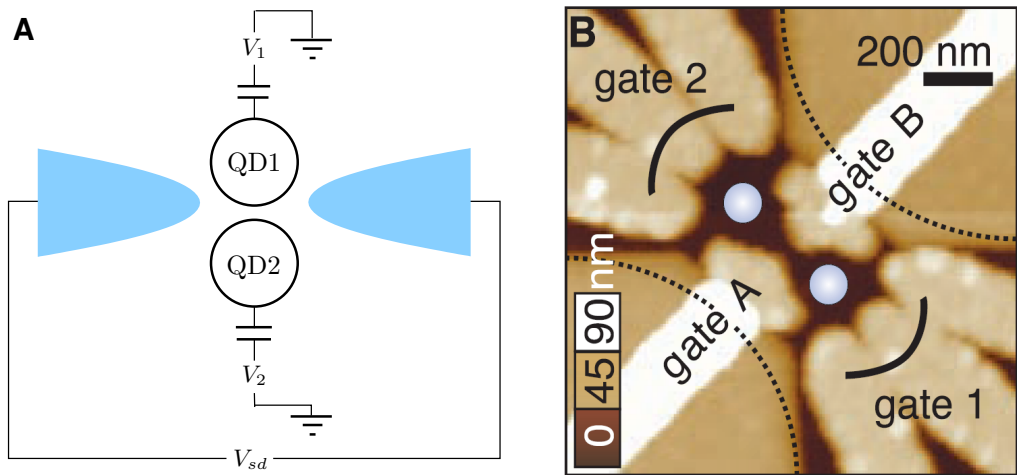 A
V1
QD1
QD2
V2
Vsd
B
200 nm
gate 2
gate B
gate A
gate 1
0 45 90 nm